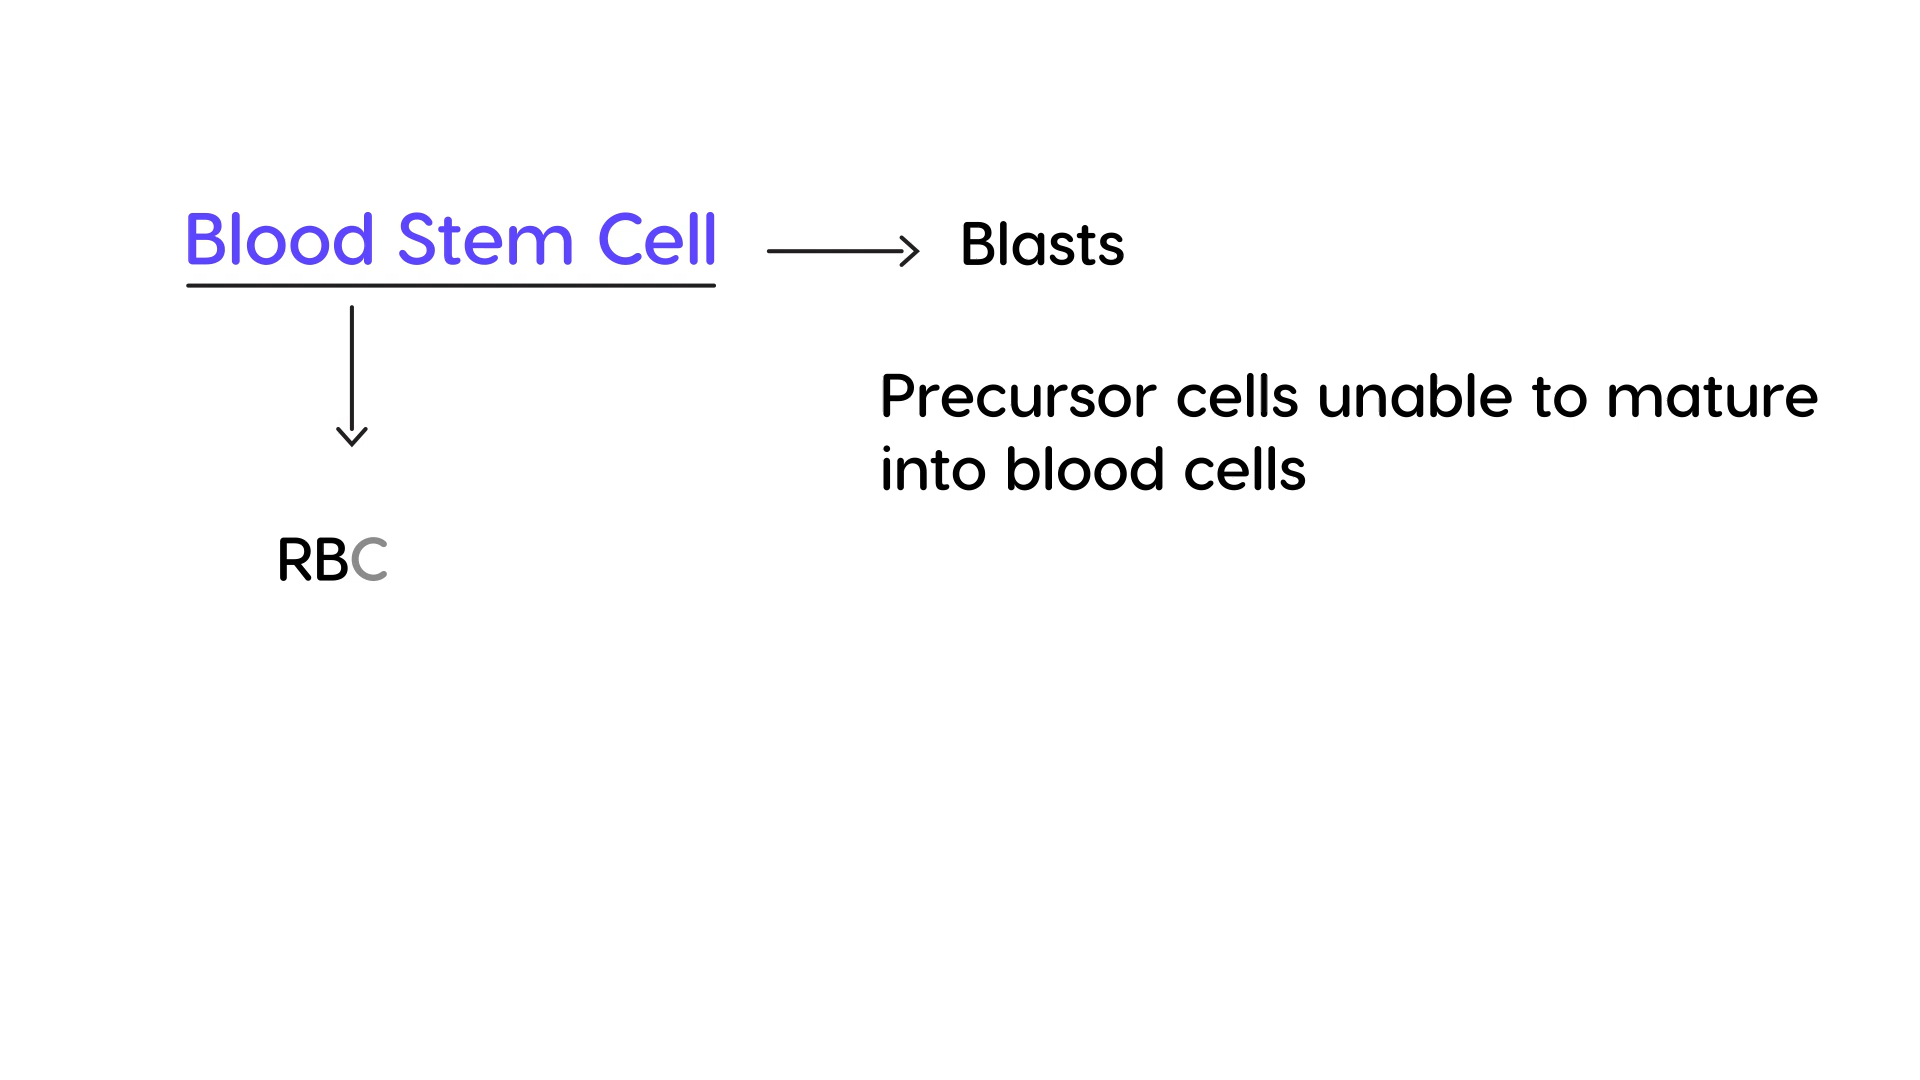 Blood Stem Cell
Blasts
Precursor cells unable to mature
into blood cells
RBC